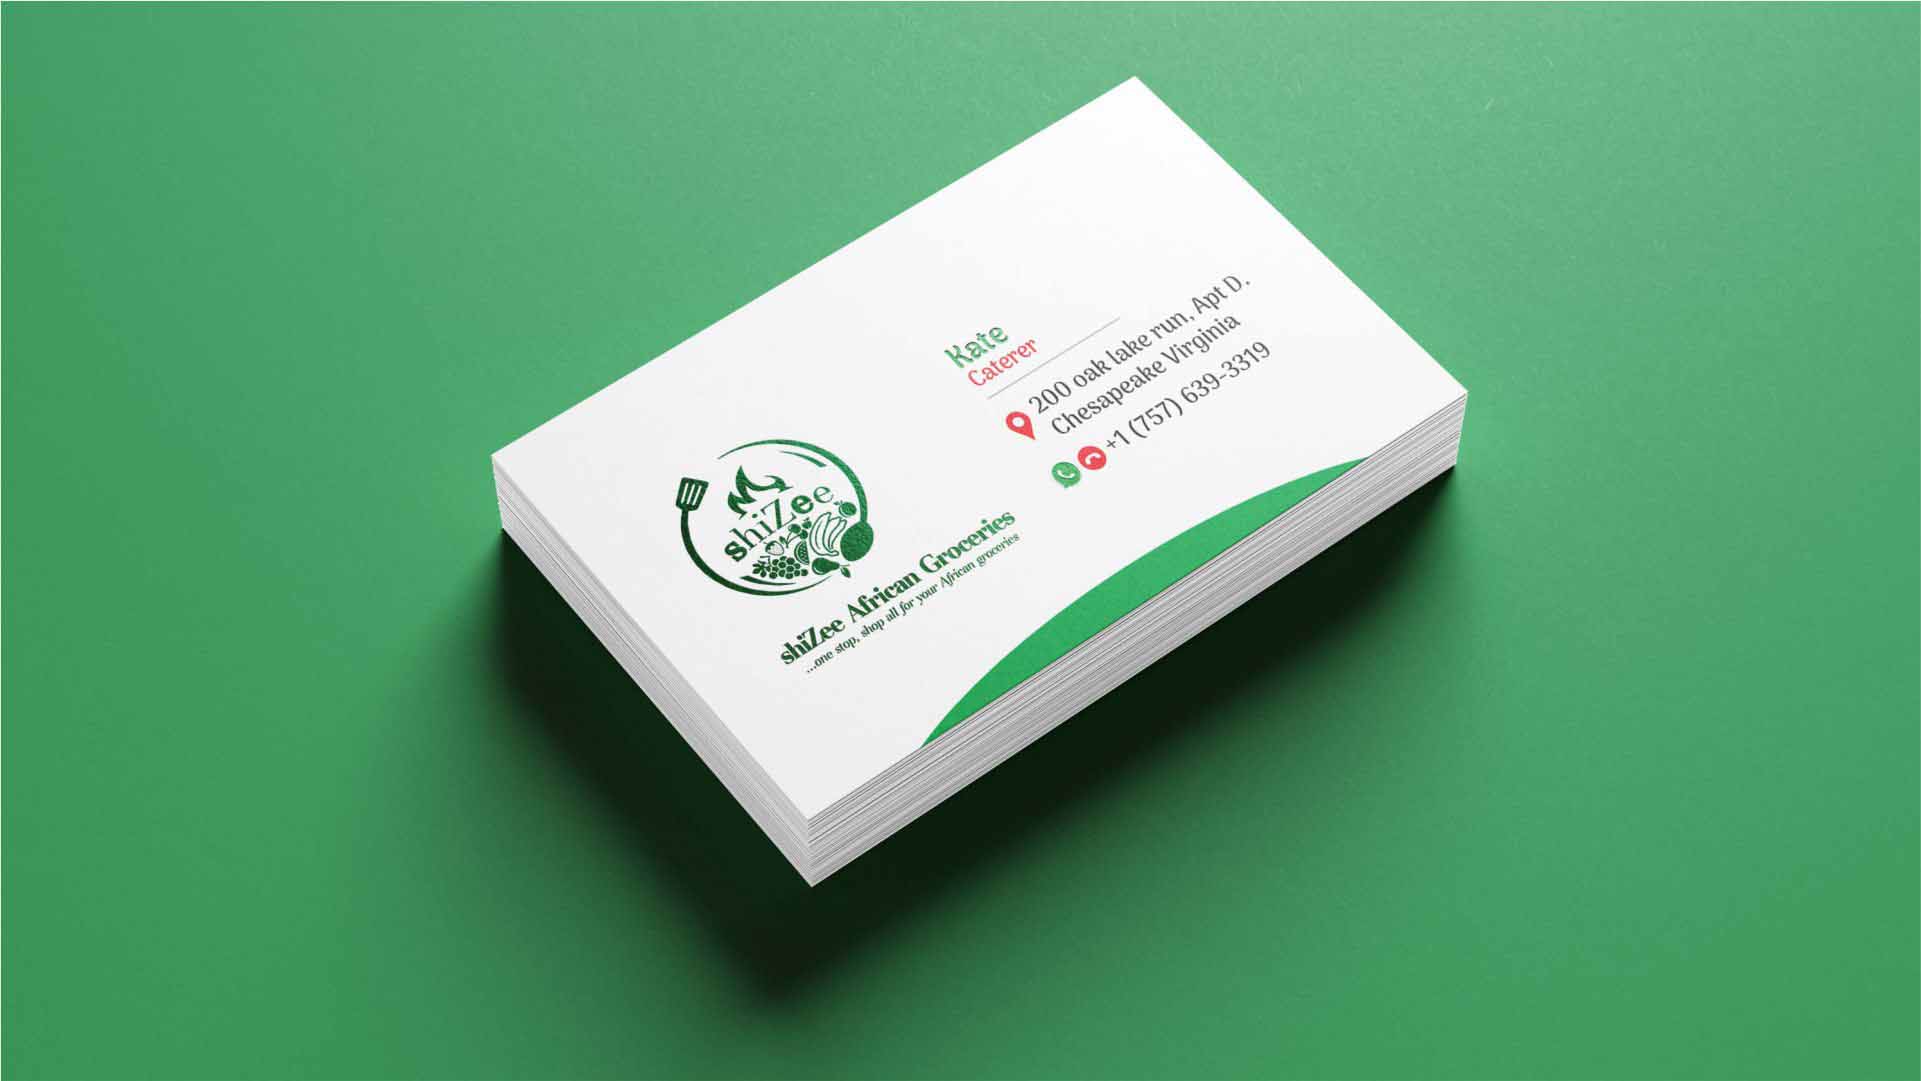 shiZee
shiZee African Groceries
...one stop, shop all for your African groceries
Kate
Caterer
200 oak lake run, Apt D.
Chesapeake Virginia
+1 (757) 639-3319